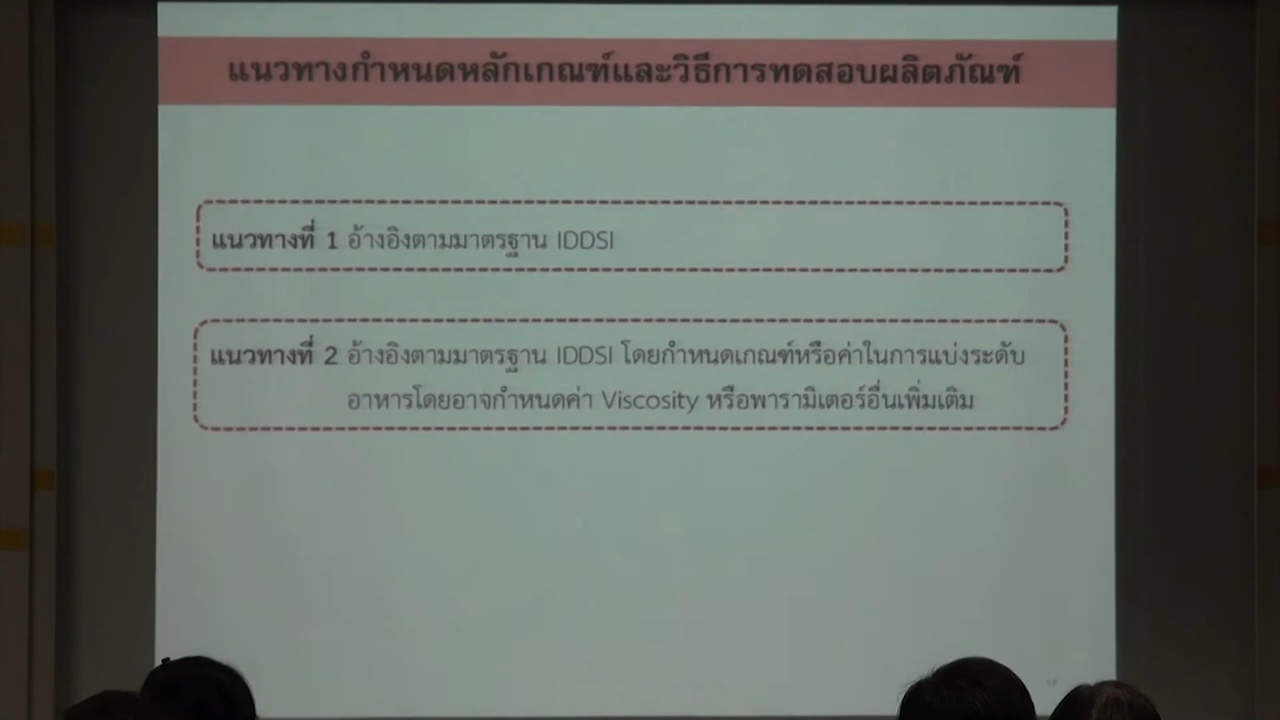 แนวทางกำหนดหลักเกณฑ์และวิธีการทดสอบผลิตภัณฑ์
แนวทางที่ 1 อ้างอิงตามมาตรฐาน IDDSI
แนวทางที่ 2 อ้างอิงตามมาตรฐาน IDDSI โดยกำหนดเกณฑ์หรือค่าในการแบ่งระดับ
อาหารโดยอาจกำหนดค่า Viscosity หรือพารามิเตอร์อื่นเพิ่มเติม